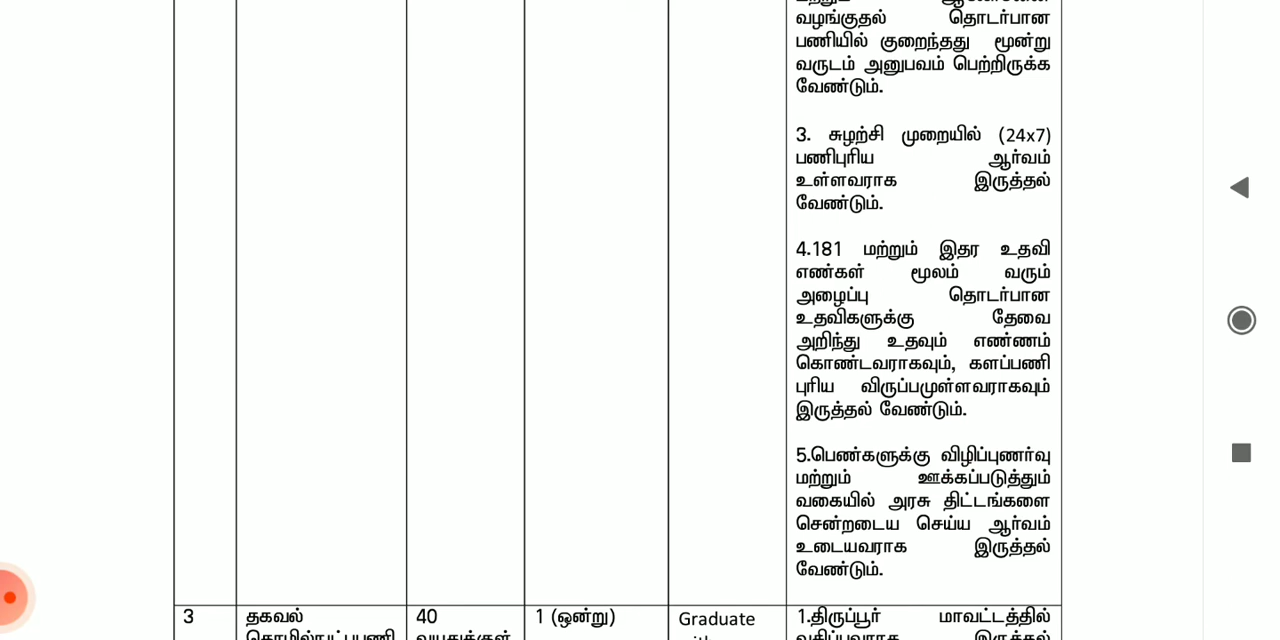 வழங்குதல் தொடர்பான
பணியில் குறைந்தது மூன்று
வருடம் அனுபவம் பெற்றிருக்க
வேண்டும்.
3. சுழற்சி முறையில் (24x7)
பணிபுரிய ஆர்வம்
உள்ளவராக இருத்தல்
வேண்டும்.
4.181 மற்றும் இதர உதவி
எண்கள் மூலம் வரும்
அழைப்பு தொடர்பான
உதவிகளுக்கு தேவை
அறிந்து உதவும் எண்ணம்
கொண்டவராகவும், களப்பணி
புரிய விருப்பமுள்ளவராகவும்
இருத்தல் வேண்டும்.
5.பெண்களுக்கு விழிப்புணர்வு
மற்றும் ஊக்கப்படுத்தும்
வகையில் அரசு திட்டங்களை
சென்றடைய செய்ய ஆர்வம்
உடையவராக இருத்தல்
வேண்டும்.
3 தகவல் 40 1 (ஒன்று) Graduate 1.திருப்பூர் மாவட்டத்தில்